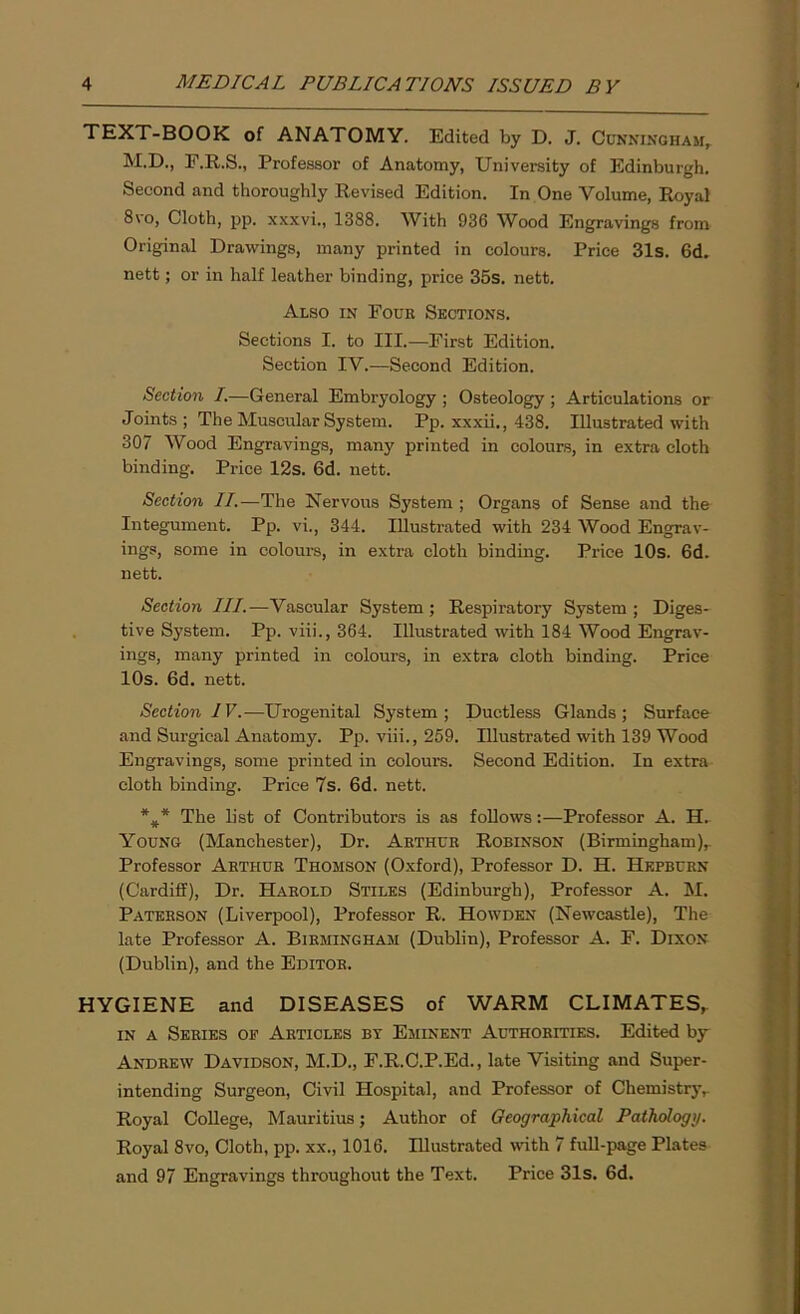 4 MEDICAL PUBLICATIONS ISSUED BY
TEXT-BOOK of ANATOMY. Edited by D. J. CUNNINGHAM,
M.D., F.R.S., Professor of Anatomy, University of Edinburgh.
Second and thoroughly Revised Edition. In One Volume, Royal
8vo, Cloth, pp. xxxvi., 1388. With 936 Wood Engravings from
Original Drawings, many printed in colours. Price 31s. 6d.
nett; or in half leather binding, price 35s. nett.
ALSO IN FOUR SECTIONS.
Sections I. to III.—First Edition.
Section IV.—Second Edition.
Section I.—General Embryology; Osteology; Articulations or
Joints; The Muscular System. Pp. xxxii., 438. Illustrated with
307 Wood Engravings, many printed in colours, in extra cloth
binding. Price 12s. 6d. nett.
Section II.—The Nervous System; Organs of Sense and the
Integument. Pp. vi., 344. Illustrated with 234 Wood Engrav-
ings, some in colours, in extra cloth binding. Price 10s. 6d.
nett.
Section III.—Vascular System; Respiratory System; Diges-
tive System. Pp. viii., 364. Illustrated with 184 Wood Engrav-
ings, many printed in colours, in extra cloth binding. Price
10s. 6d. nett.
Section IV.—Urogenital System; Ductless Glands; Surface
and Surgical Anatomy. Pp. viii., 259. Illustrated with 139 Wood
Engravings, some printed in colours. Second Edition. In extra
cloth binding. Price 7s. 6d. nett.
*** The list of Contributors is as follows:—Professor A. H.
YOUNG (Manchester), Dr. ARTHUR ROBINSON (Birmingham),
Professor ARTHUR THOMSON (Oxford), Professor D. H. HEPBURN
(Cardiff), Dr. HAROLD STILES (Edinburgh), Professor A. M.
PATERSON (Liverpool), Professor R. HOWDEN (Newcastle), The
late Professor A. BIRMINGHAM (Dublin), Professor A. F. DIXON
(Dublin), and the EDITOR.
HYGIENE and DISEASES of WARM CLIMATES,
IN A SERIES OF ARTICLES BY EMINENT AUTHORITIES. Edited by
ANDREW DAVIDSON, M.D., F.R.C.P.Ed., late Visiting and Super-
intending Surgeon, Civil Hospital, and Professor of Chemistry,
Royal College, Mauritius; Author of Geographical Pathology.
Royal 8vo, Cloth, pp. xx., 1016. Illustrated with 7 full-page Plates
and 97 Engravings throughout the Text. Price 31s. 6d.